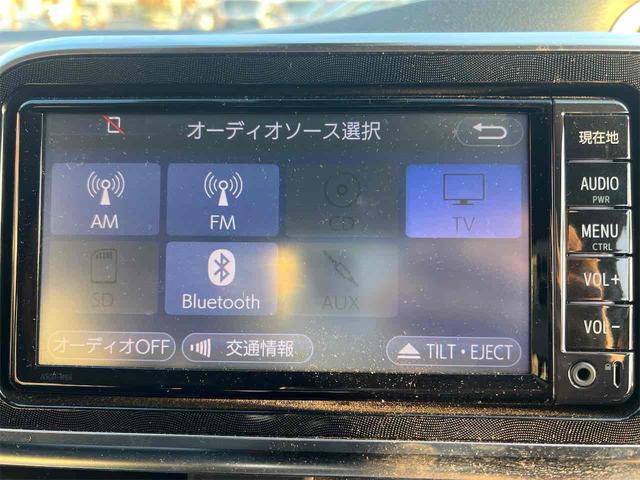 オーディオソース選択
AM
FM
CD
TV
SD
Bluetooth
AUX
オーディオOFF
交通情報
TILT・EJECT
現在地
AUDIO
PWR
MENU
CTRL
VOL+
VOL−